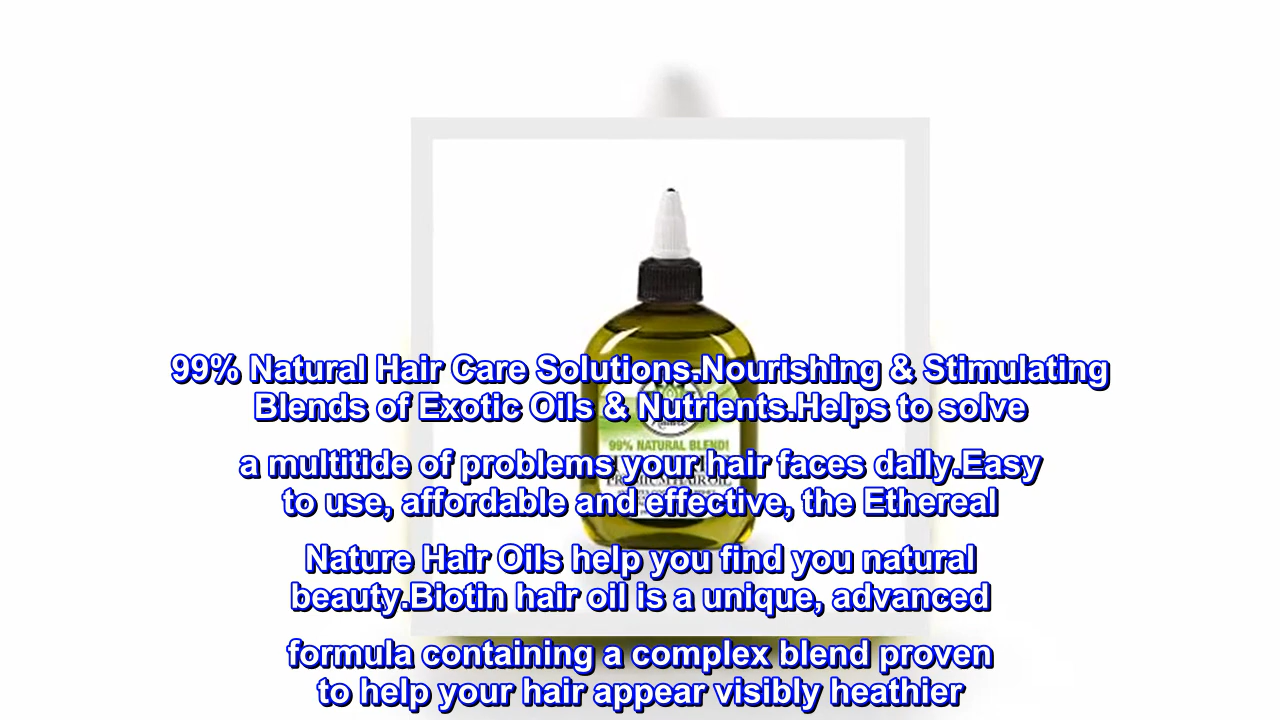 99% Natural Hair Care Solutions.Nourishing & Stimulating
Blends of Exotic Oils & Nutrients.Helps to solve
a multitide of problems your hair faces daily.Easy
to use, affordable and effective, the Ethereal
Nature Hair Oils help you find you natural
beauty.Biotin hair oil is a unique, advanced
formula containing a complex blend proven
to help your hair appear visibly heathier
99% NATURAL BLEND!
PREMIUM HAIR OIL